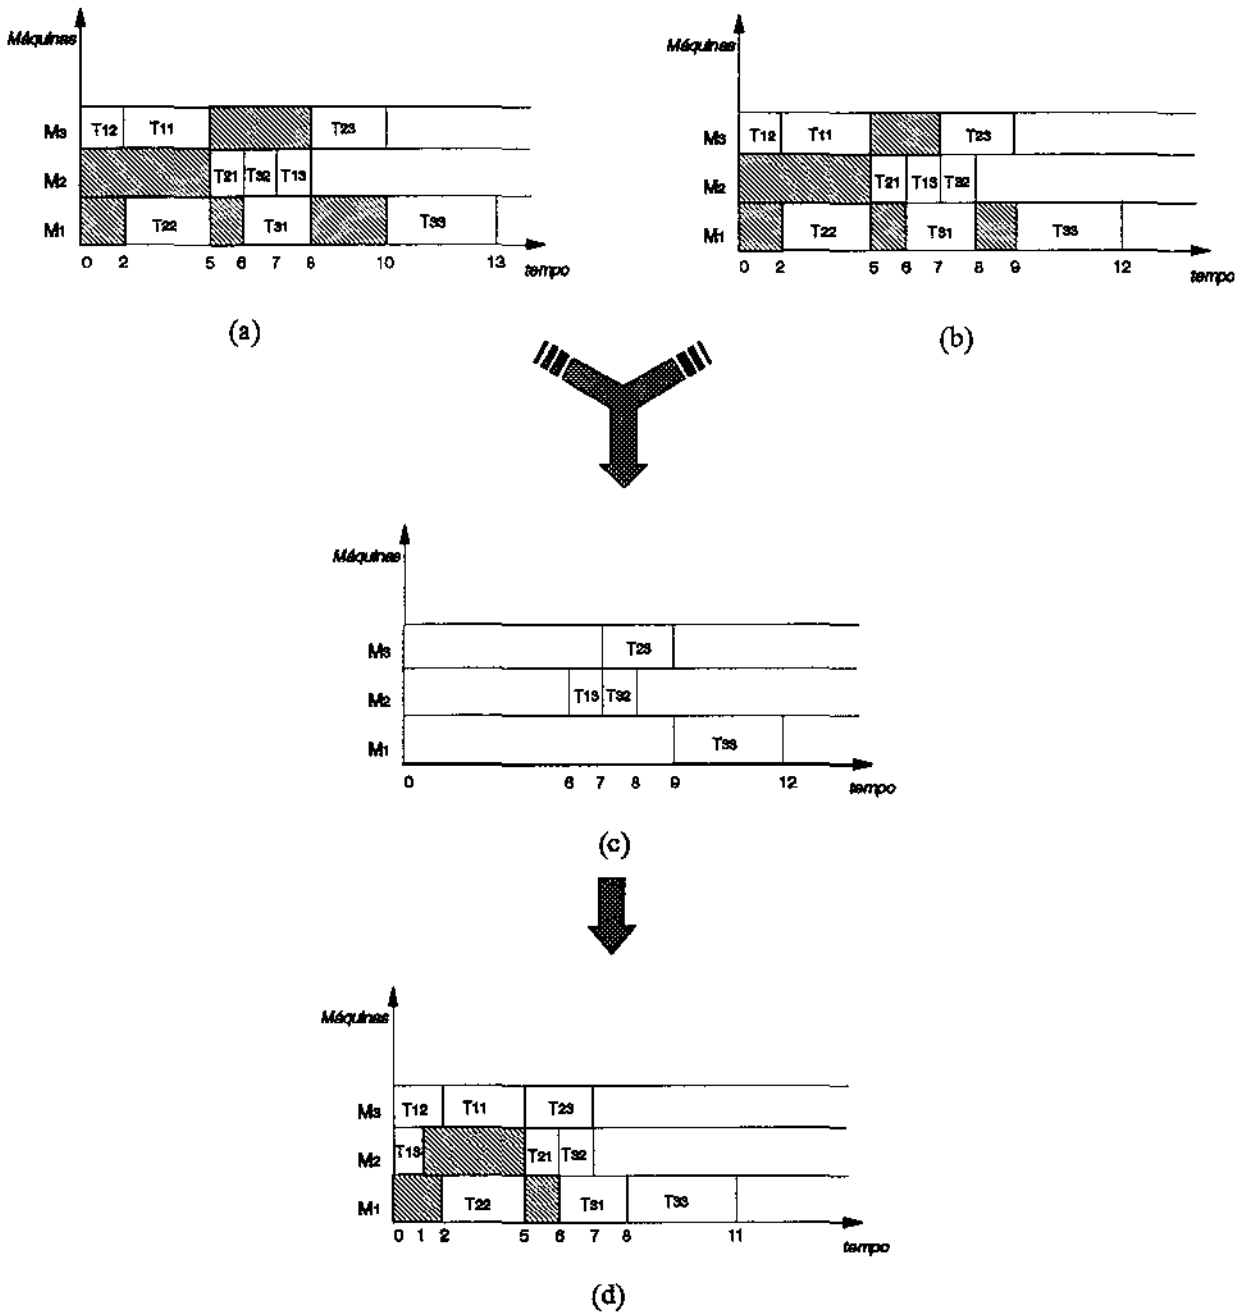 Máquinas
M3 T12 T11 T23
M2 T21 T32 T13
M1 T22 T31 T33
0 2 5 6 7 8 10 13 tempo
(a)
Máquinas
M3 T12 T11 T23
M2 T21 T13 T32
M1 T22 T31 T33
0 2 5 6 7 8 9 12 tempo
(b)
Máquinas
M3 T23
M2 T13 T32
M1 T33
0 6 7 8 9 12 tempo
(c)
Máquinas
M3 T12 T11 T23
M2 T13 T21 T32
M1 T22 T31 T33
0 1 2 5 6 7 8 11 tempo
(d)